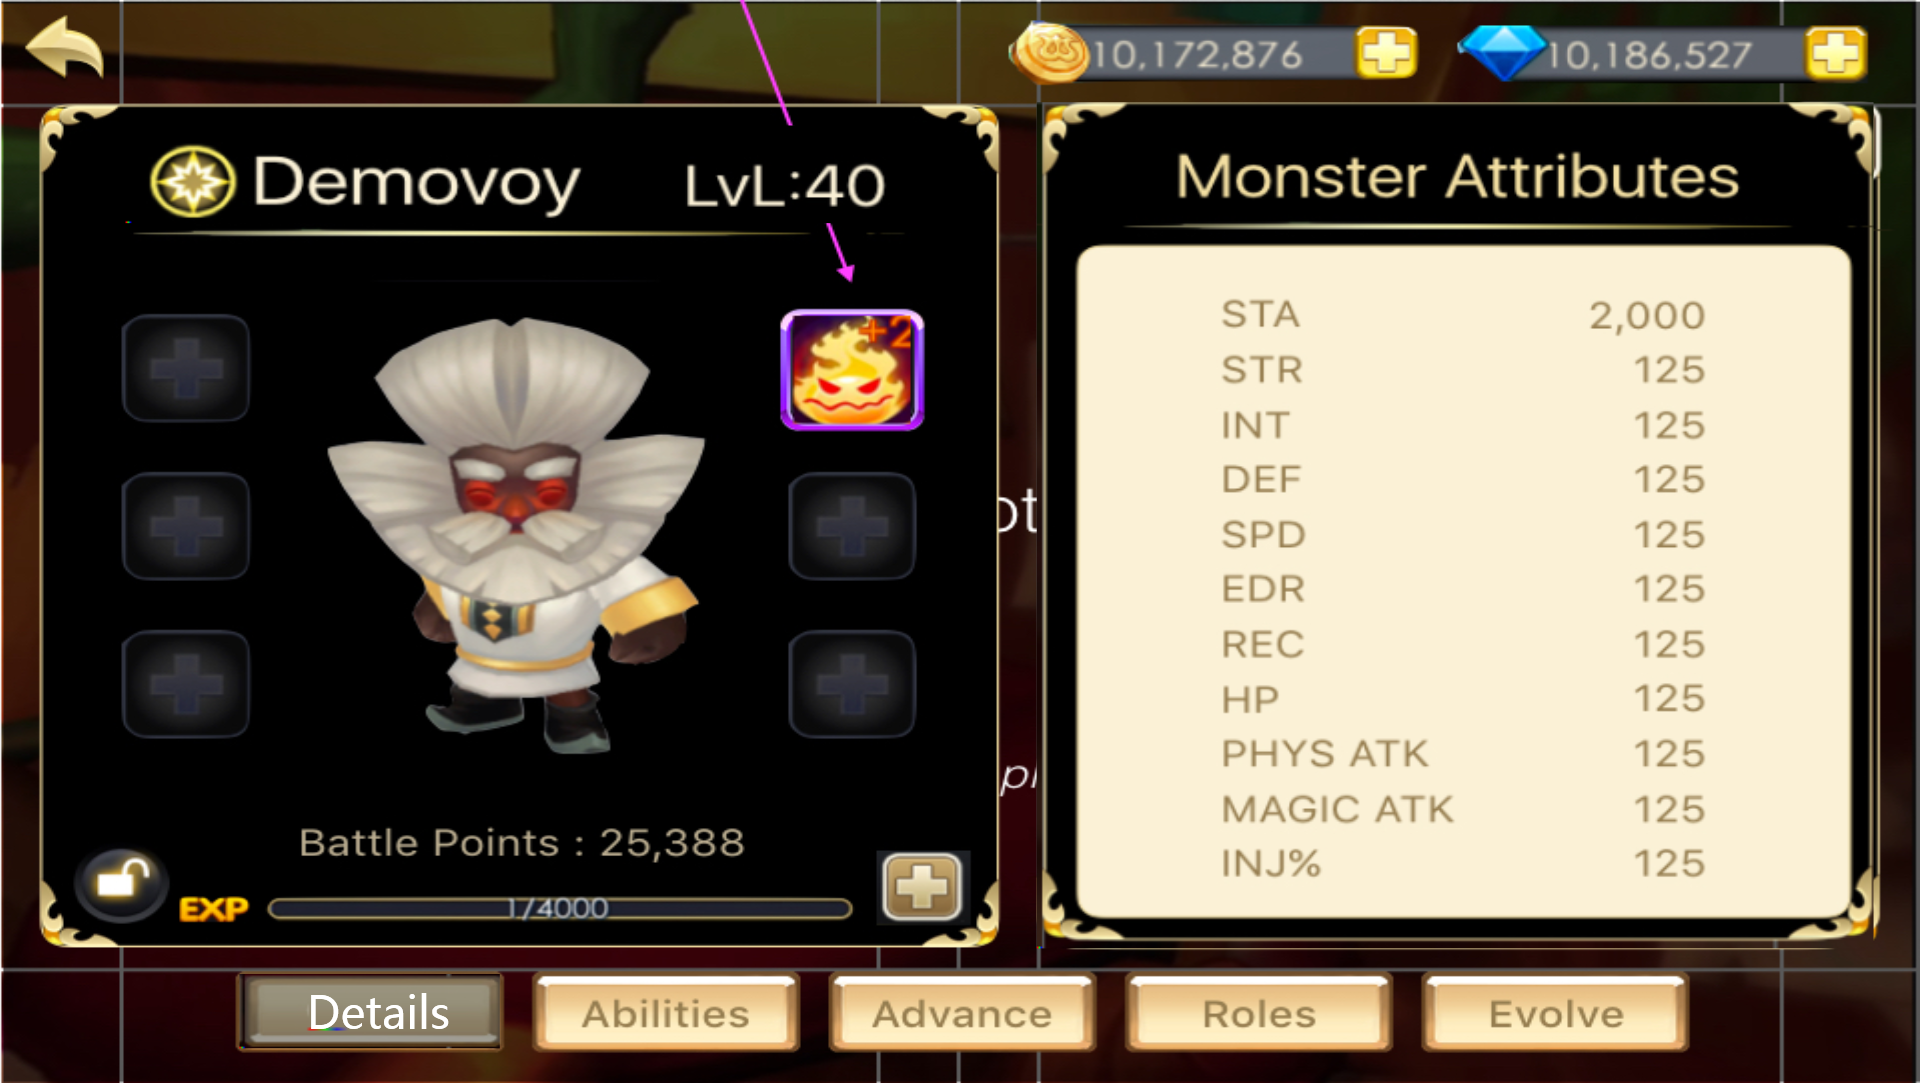 10,172,876
10,186,527
Demovoy
LvL:40
+2
Battle Points : 25,388
EXP
1/4000
Monster Attributes
STA 2,000
STR 125
INT 125
DEF 125
SPD 125
EDR 125
REC 125
HP 125
PHYS ATK 125
MAGIC ATK 125
INJ% 125
Details
Abilities
Advance
Roles
Evolve